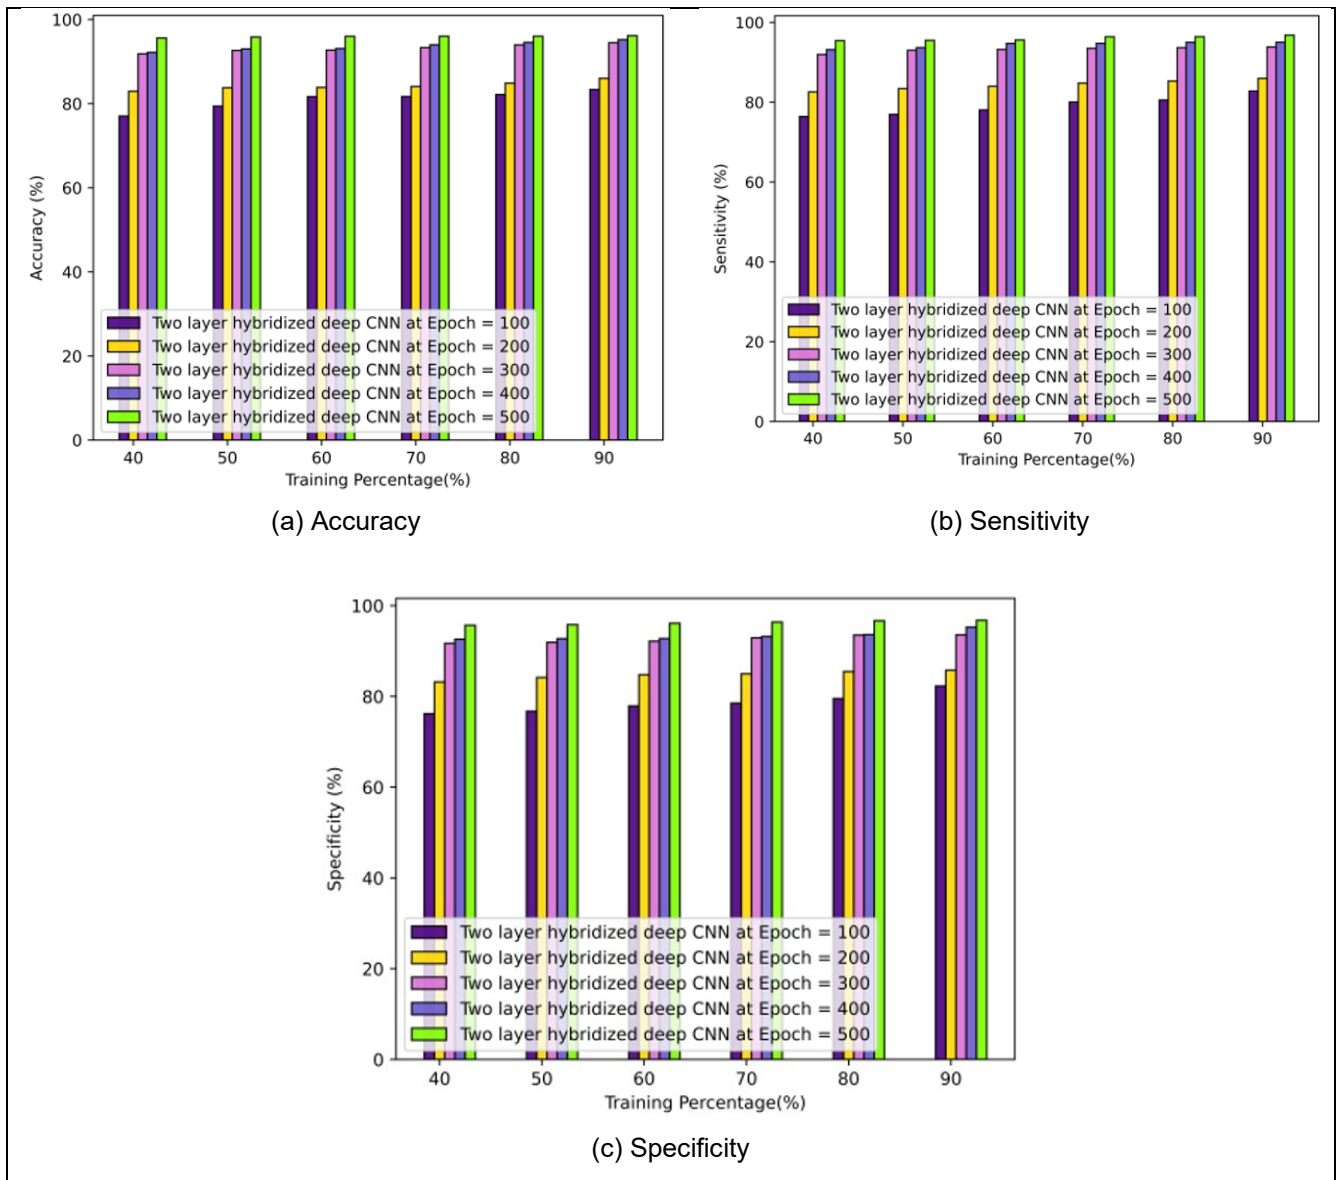 100
80
60
40
20
0
Accuracy (%)
Two layer hybridized deep CNN at Epoch = 100
Two layer hybridized deep CNN at Epoch = 200
Two layer hybridized deep CNN at Epoch = 300
Two layer hybridized deep CNN at Epoch = 400
Two layer hybridized deep CNN at Epoch = 500
40 50 60 70 80 90
Training Percentage(%)
(a) Accuracy
100
80
60
40
20
0
Sensitivity (%)
Two layer hybridized deep CNN at Epoch = 100
Two layer hybridized deep CNN at Epoch = 200
Two layer hybridized deep CNN at Epoch = 300
Two layer hybridized deep CNN at Epoch = 400
Two layer hybridized deep CNN at Epoch = 500
40 50 60 70 80 90
Training Percentage(%)
(b) Sensitivity
100
80
60
40
20
0
Specificity (%)
Two layer hybridized deep CNN at Epoch = 100
Two layer hybridized deep CNN at Epoch = 200
Two layer hybridized deep CNN at Epoch = 300
Two layer hybridized deep CNN at Epoch = 400
Two layer hybridized deep CNN at Epoch = 500
40 50 60 70 80 90
Training Percentage(%)
(c) Specificity